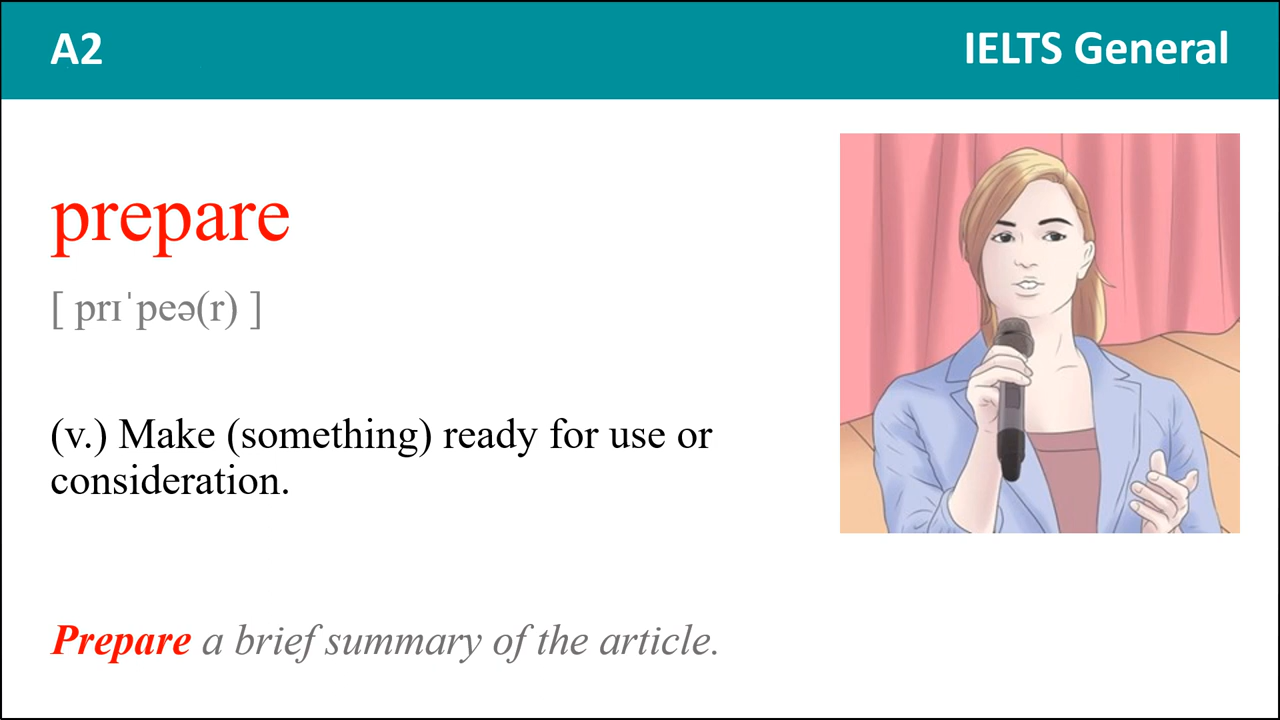 A2
IELTS General
prepare
[ prɪˈpeə(r) ]
(v.) Make (something) ready for use or
consideration.
Prepare a brief summary of the article.